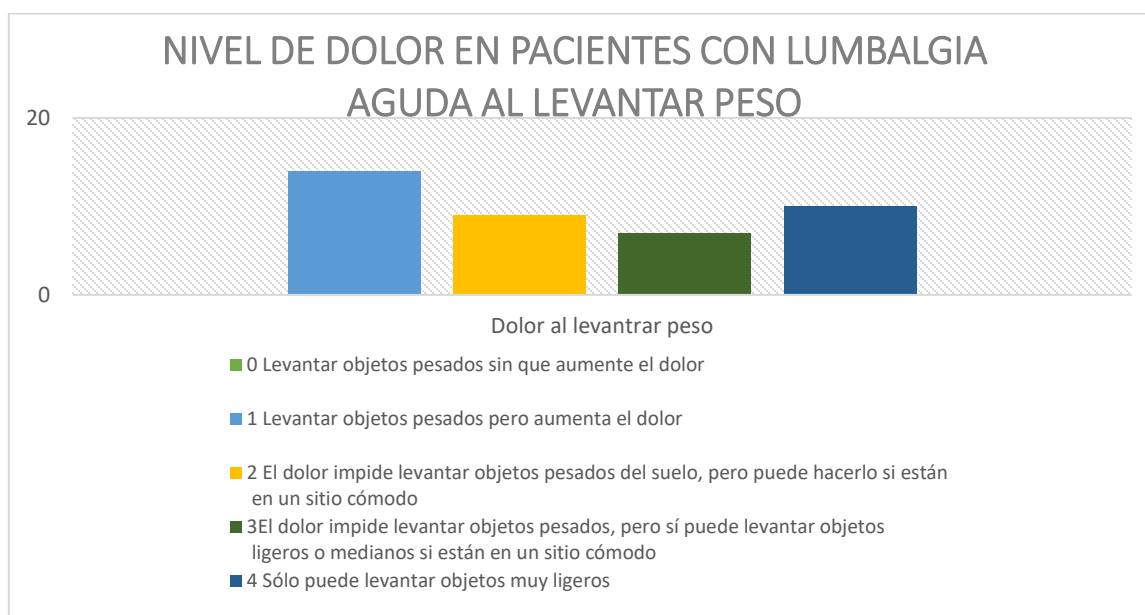 NIVEL DE DOLOR EN PACIENTES CON LUMBALGIA
AGUDA AL LEVANTAR PESO
20
0
Dolor al levantrar peso
0 Levantar objetos pesados sin que aumente el dolor
1 Levantar objetos pesados pero aumenta el dolor
2 El dolor impide levantar objetos pesados del suelo, pero puede hacerlo si están
en un sitio cómodo
3El dolor impide levantar objetos pesados, pero sí puede levantar objetos
ligeros o medianos si están en un sitio cómodo
4 Sólo puede levantar objetos muy ligeros